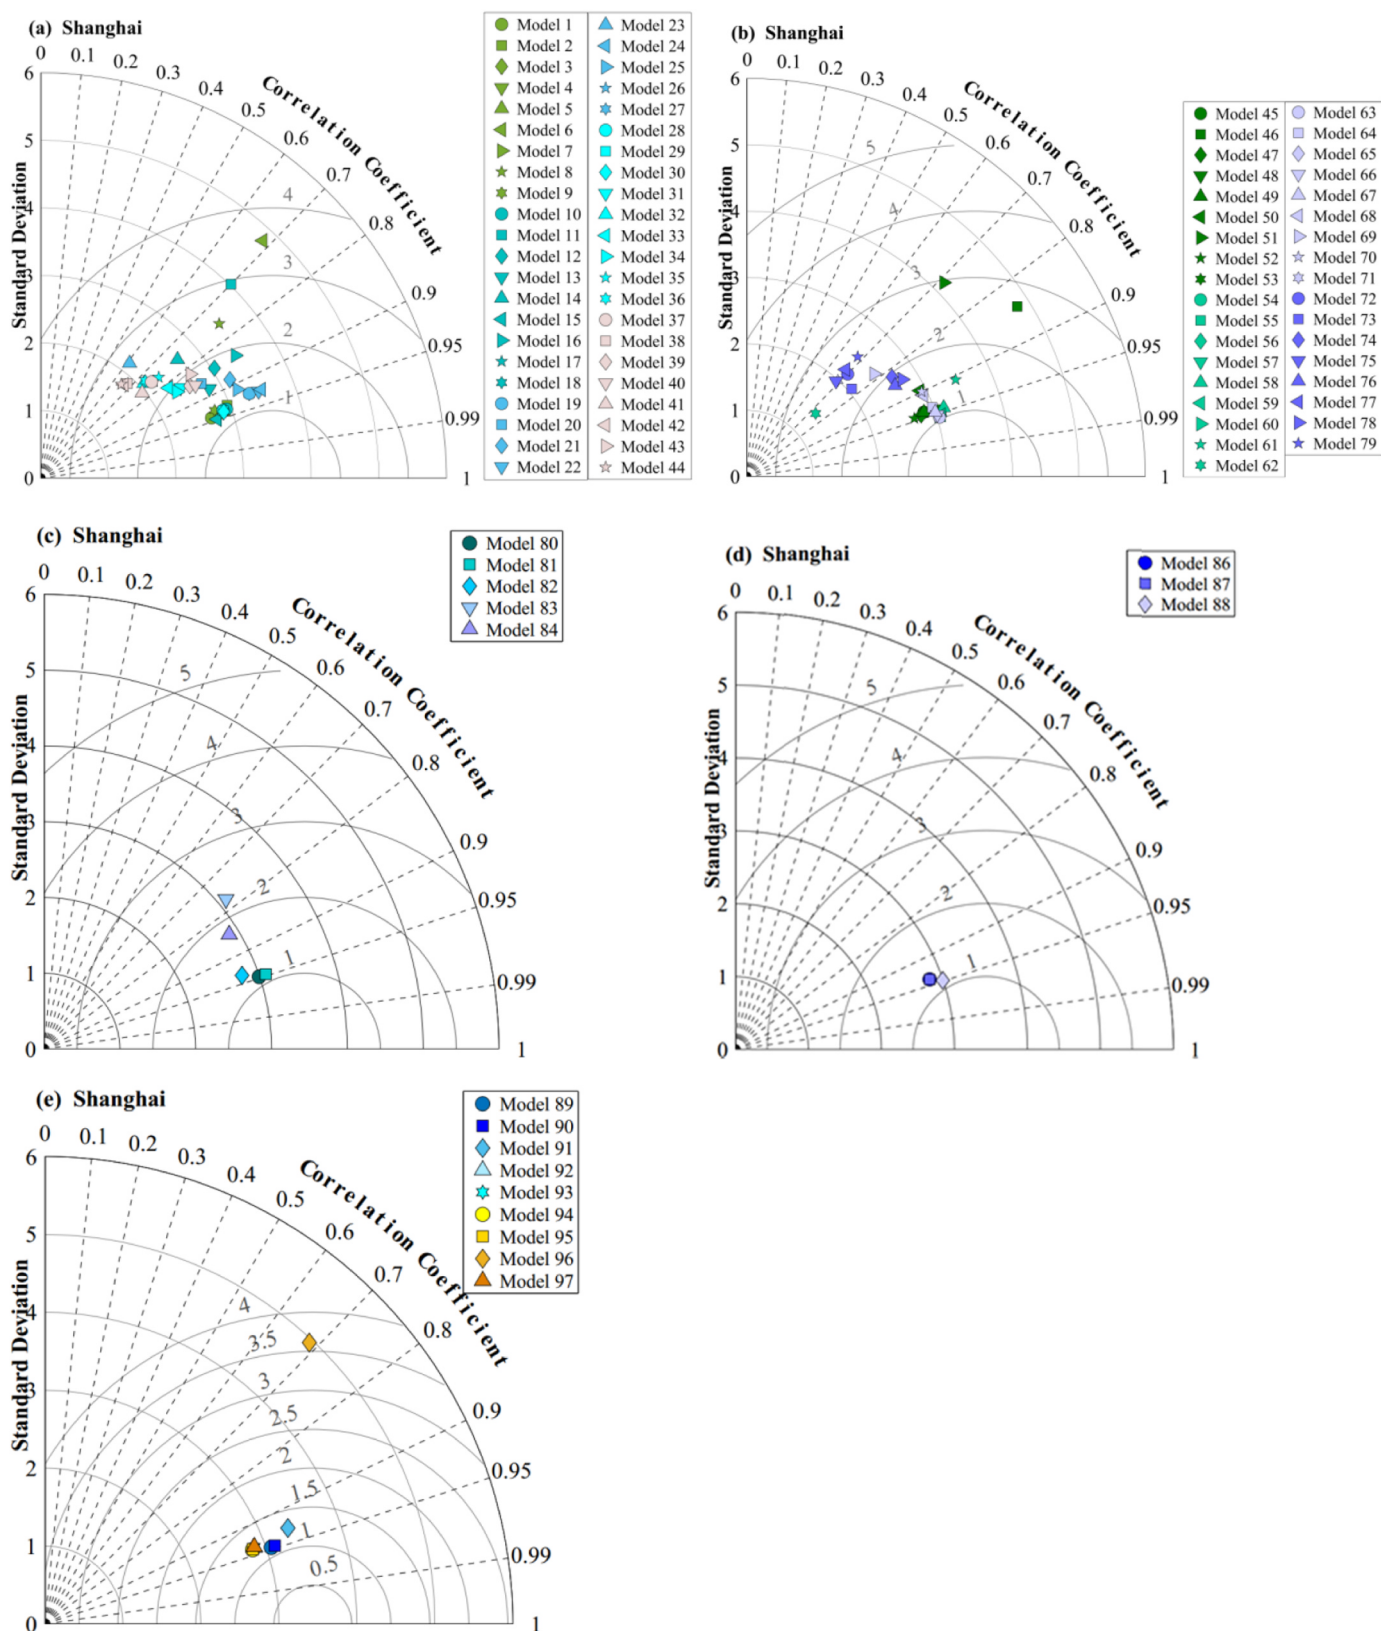 (a) Shanghai
0 0.1 0.2 0.3 0.4 0.5 0.6 0.7 0.8 0.9 0.95 0.99 1
Correlation Coefficient
Standard Deviation
6
5
4
3
2
1
0
4
3
2
1
Model 1
Model 2
Model 3
Model 4
Model 5
Model 6
Model 7
Model 8
Model 9
Model 10
Model 11
Model 12
Model 13
Model 14
Model 15
Model 16
Model 17
Model 18
Model 19
Model 20
Model 21
Model 22
Model 23
Model 24
Model 25
Model 26
Model 27
Model 28
Model 29
Model 30
Model 31
Model 32
Model 33
Model 34
Model 35
Model 36
Model 37
Model 38
Model 39
Model 40
Model 41
Model 42
Model 43
Model 44
(b) Shanghai
0 0.1 0.2 0.3 0.4 0.5 0.6 0.7 0.8 0.9 0.95 0.99 1
Correlation Coefficient
Standard Deviation
6
5
4
3
2
1
0
5
4
3
2
1
Model 45
Model 46
Model 47
Model 48
Model 49
Model 50
Model 51
Model 52
Model 53
Model 54
Model 55
Model 56
Model 57
Model 58
Model 59
Model 60
Model 61
Model 62
Model 63
Model 64
Model 65
Model 66
Model 67
Model 68
Model 69
Model 70
Model 71
Model 72
Model 73
Model 74
Model 75
Model 76
Model 77
Model 78
Model 79
(c) Shanghai
0 0.1 0.2 0.3 0.4 0.5 0.6 0.7 0.8 0.9 0.95 0.99 1
Correlation Coefficient
Standard Deviation
6
5
4
3
2
1
0
5
4
3
2
1
Model 80
Model 81
Model 82
Model 83
Model 84
(d) Shanghai
0 0.1 0.2 0.3 0.4 0.5 0.6 0.7 0.8 0.9 0.95 0.99 1
Correlation Coefficient
Standard Deviation
6
5
4
3
2
1
0
5
4
3
2
1
Model 86
Model 87
Model 88
(e) Shanghai
0 0.1 0.2 0.3 0.4 0.5 0.6 0.7 0.8 0.9 0.95 0.99 1
Correlation Coefficient
Standard Deviation
6
5
4
3
2
1
0
4
3.5
3
2.5
2
1.5
1
0.5
Model 89
Model 90
Model 91
Model 92
Model 93
Model 94
Model 95
Model 96
Model 97